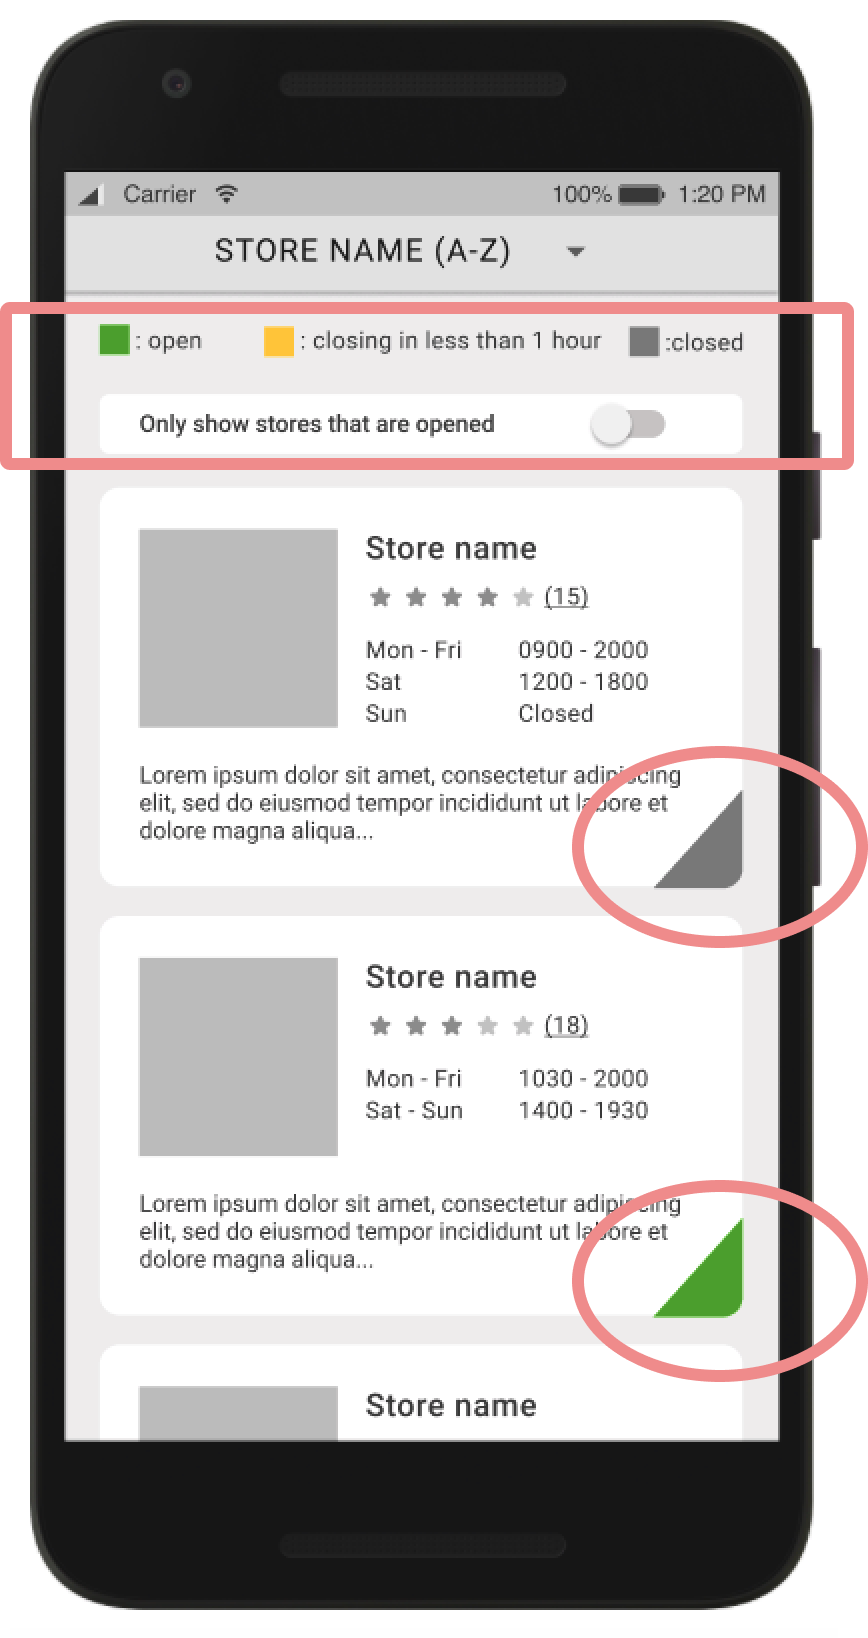 Carrier 100% 1:20 PM
STORE NAME (A-Z)
: open : closing in less than 1 hour :closed
Only show stores that are opened
Store name
(15)
Mon - Fri 0900 - 2000
Sat 1200 - 1800
Sun Closed
Lorem ipsum dolor sit amet, consectetur adipiscing
elit, sed do eiusmod tempor incididunt ut labore et
dolore magna aliqua...
Store name
(18)
Mon - Fri 1030 - 2000
Sat - Sun 1400 - 1930
Lorem ipsum dolor sit amet, consectetur adipiscing
elit, sed do eiusmod tempor incididunt ut labore et
dolore magna aliqua...
Store name